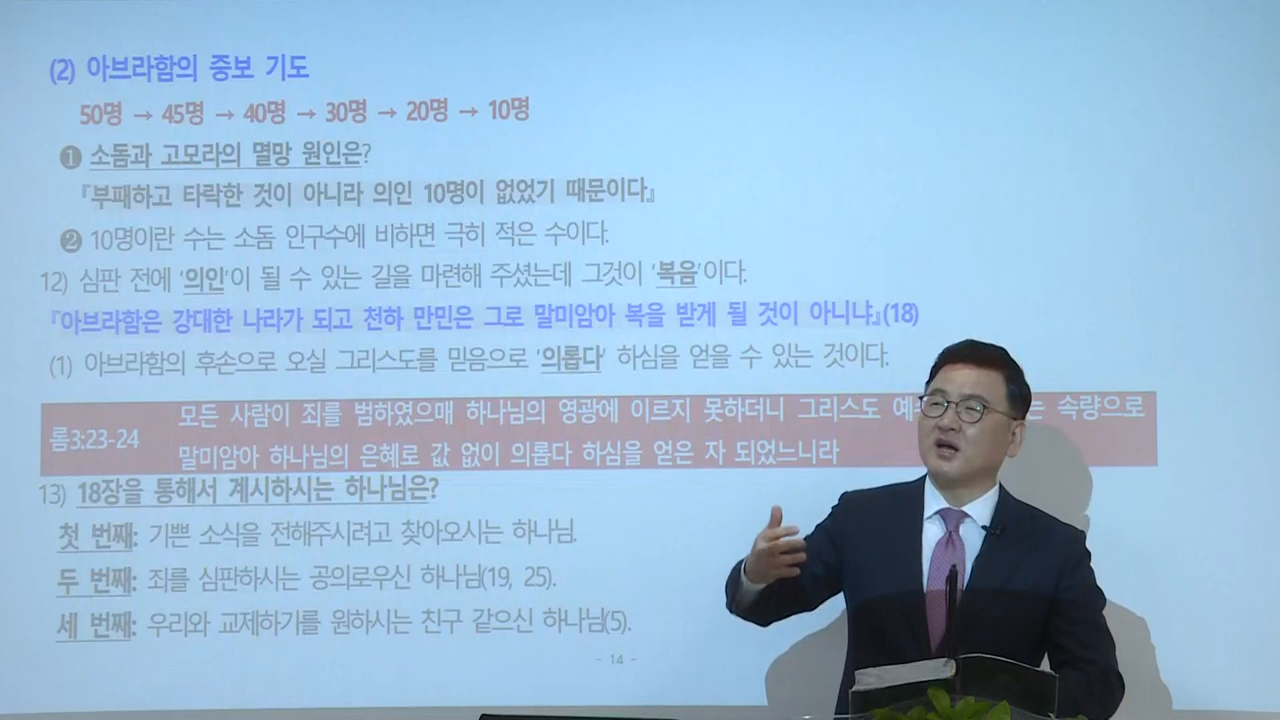 (2) 아브라함의 중보 기도
50명 → 45명 → 40명 → 30명 → 20명 → 10명
❶ 소돔과 고모라의 멸망 원인은?
『부패하고 타락한 것이 아니라 의인 10명이 없었기 때문이다』
❷ 10명이란 수는 소돔 인구수에 비하면 극히 적은 수이다.
12) 심판 전에 '의인'이 될 수 있는 길을 마련해 주셨는데 그것이 '복음'이다.
『아브라함은 강대한 나라가 되고 천하 만민은 그로 말미암아 복을 받게 될 것이 아니냐』(18)
(1) 아브라함의 후손으로 오실 그리스도를 믿음으로 '의롭다' 하심을 얻을 수 있는 것이다.
롬3:23-24
모든 사람이 죄를 범하였으매 하나님의 영광에 이르지 못하더니 그리스도 속량으로
말미암아 하나님의 은혜로 값 없이 의롭다 하심을 얻은 자 되었느니라
13) 18장을 통해서 계시하시는 하나님은?
첫 번째: 기쁜 소식을 전해주시려고 찾아오시는 하나님.
두 번째: 죄를 심판하시는 공의로우신 하나님(19, 25).
세 번째: 우리와 교제하기를 원하시는 친구 같으신 하나님(5).
- 14 -